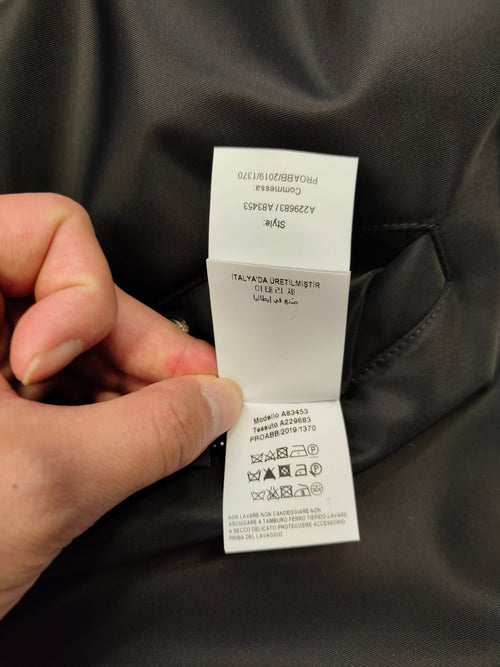 Style:
A229683 / A83453
Commessa:
PROABB/2019/1370
İTALYA'DA ÜRETİLMİŞTİR
صنع في إيطاليا
Modello A83453
Tessuto A229683
PROABB/2019/1370
NON LAVARE-NON CANDEGGIARE-NON
ASCIUGARE A TAMBURO-FERRO TIEPIDO-LAVARE
A SECCO DELICATO-PROTEGGERE ACCESSORI
PRIMA DEL LAVAGGIO